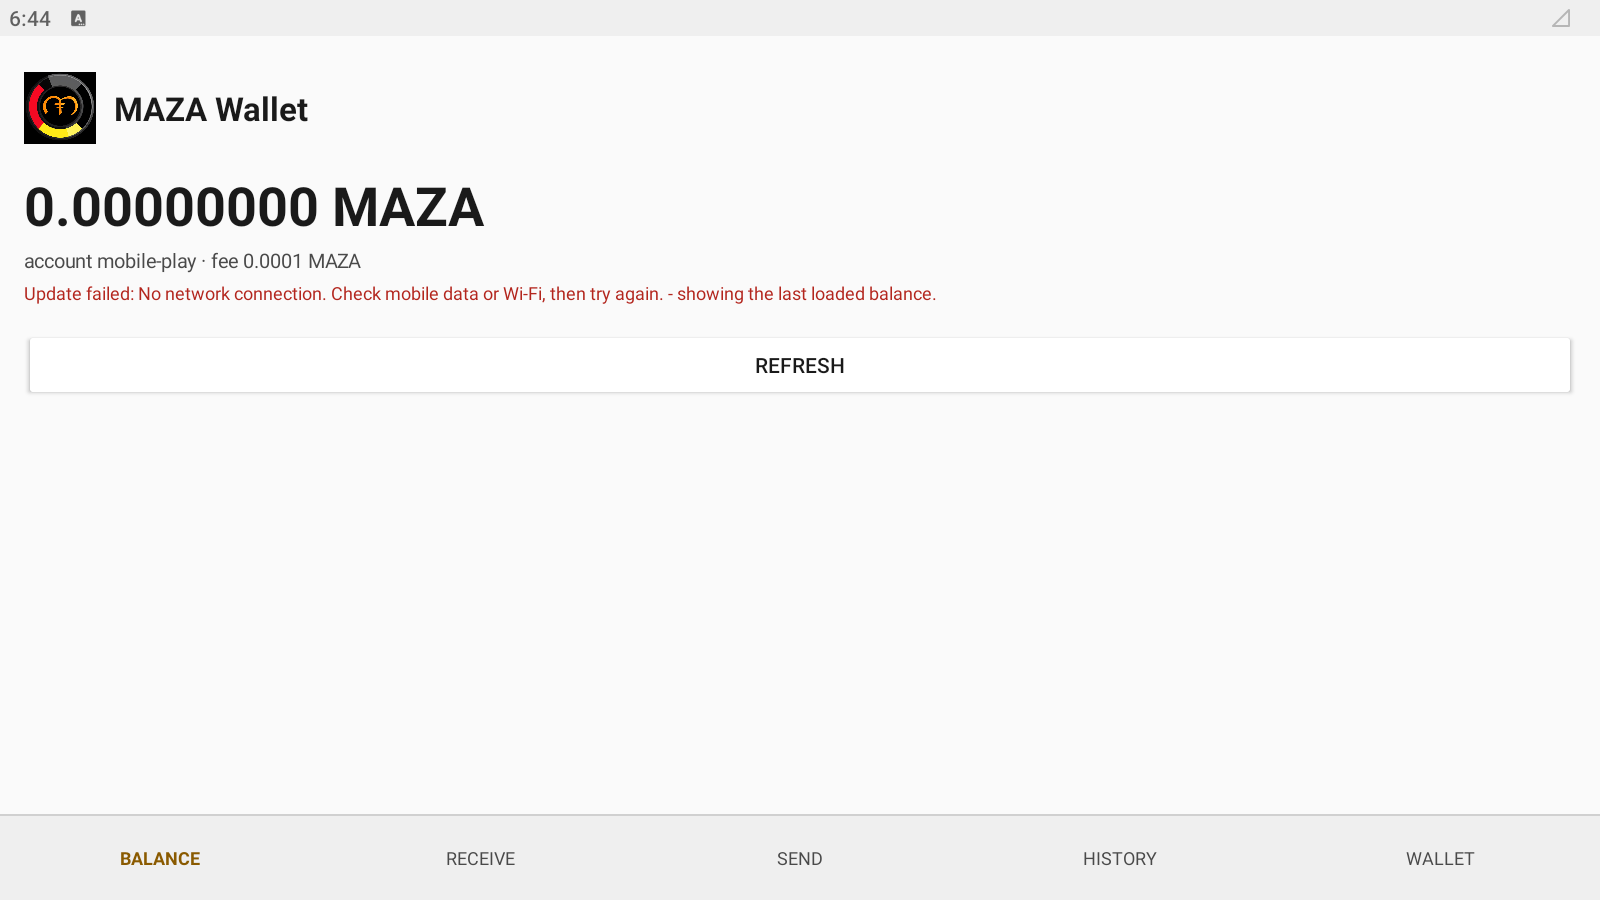 6:44
MAZA Wallet
0.00000000 MAZA
account mobile-play · fee 0.0001 MAZA
Update failed: No network connection. Check mobile data or Wi-Fi, then try again. - showing the last loaded balance.
REFRESH
BALANCE
RECEIVE
SEND
HISTORY
WALLET